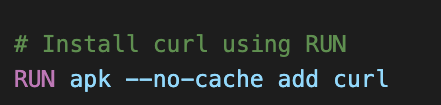 # Install curl using RUN
RUN apk --no-cache add curl